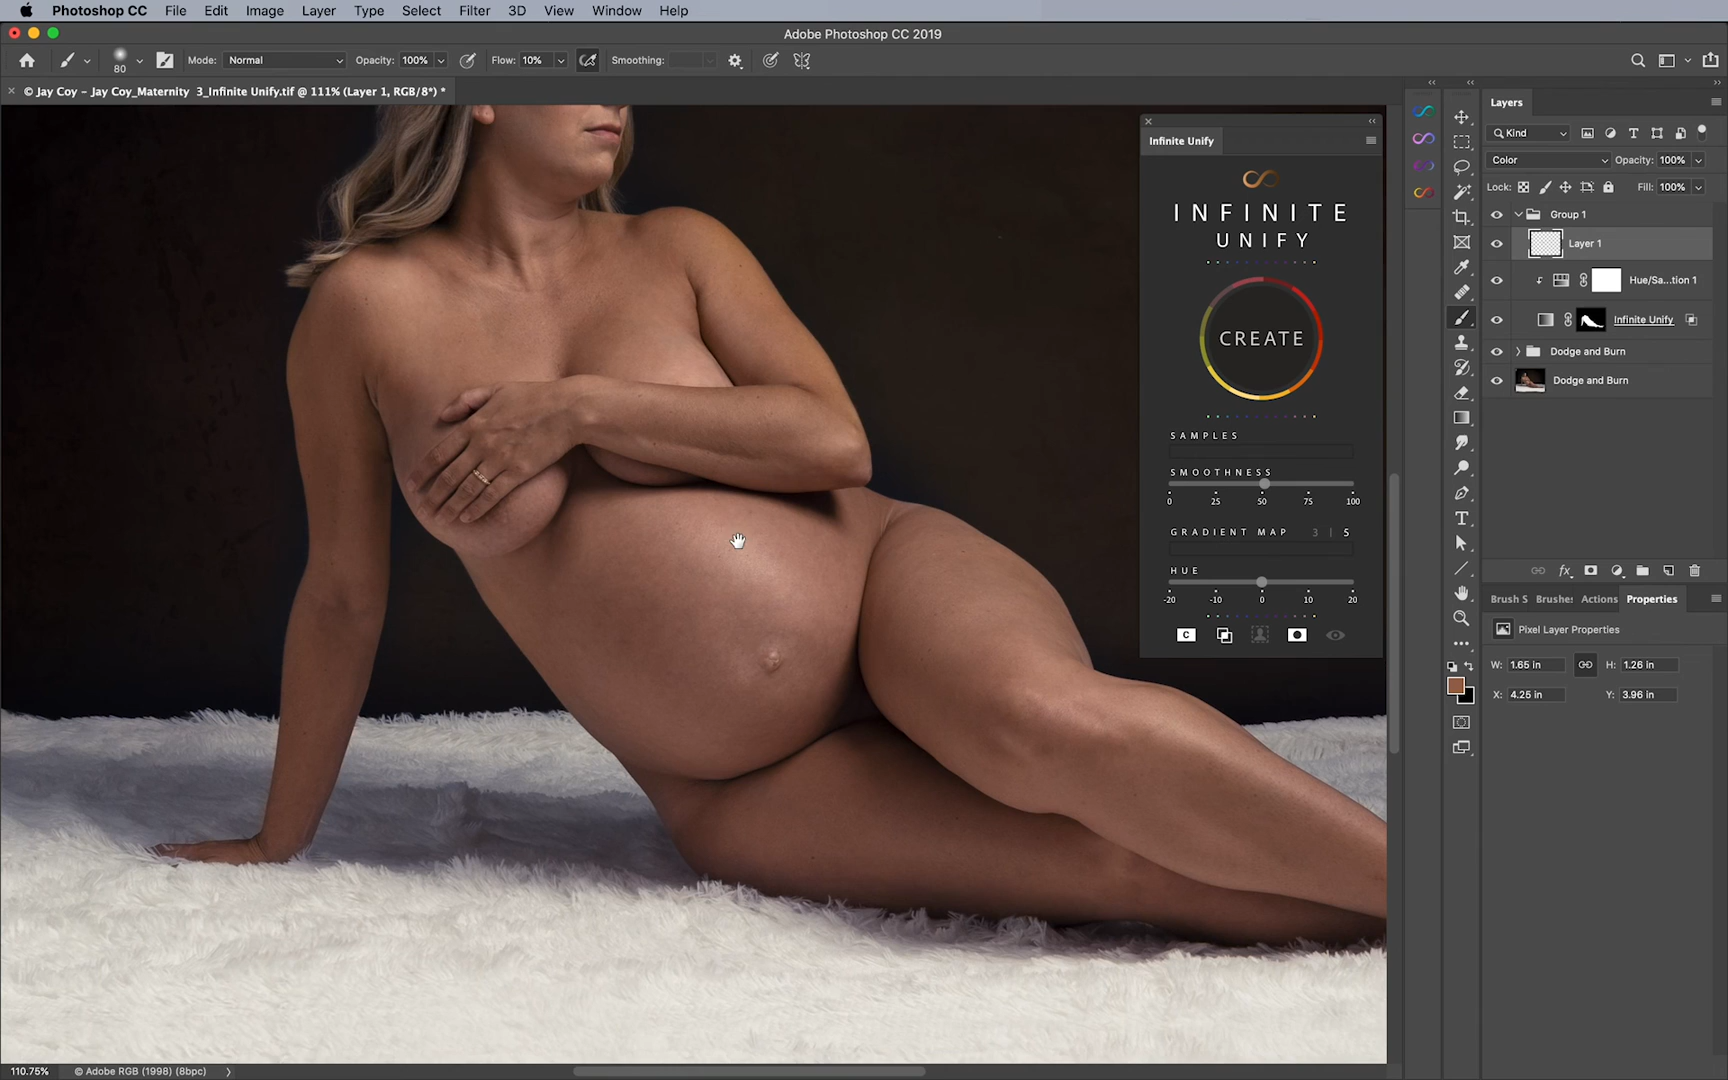 Photoshop CC File Edit Image Layer Type Select Filter 3D View Window Help
Adobe Photoshop CC 2019
80 Mode: Normal Opacity: 100% Flow: 10% Smoothing:
© Jay Coy - Jay Coy_Maternity 3_Infinite Unify.tif @ 111% (Layer 1, RGB/8*) *
Infinite Unify
INFINITE
UNIFY
CREATE
SAMPLES
SMOOTHNESS
0 25 50 75 100
GRADIENT MAP 3 | 5
HUE
-20 -10 0 10 20
C
Layers
Kind
Color Opacity: 100%
Lock: Fill: 100%
Group 1
Layer 1
Hue/Sa...tion 1
Infinite Unify
Dodge and Burn
Dodge and Burn
fx
Brush S Brushes Actions Properties
Pixel Layer Properties
W: 1.65 in H: 1.26 in
X: 4.25 in Y: 3.96 in
110.75% © Adobe RGB (1998) (8bpc)